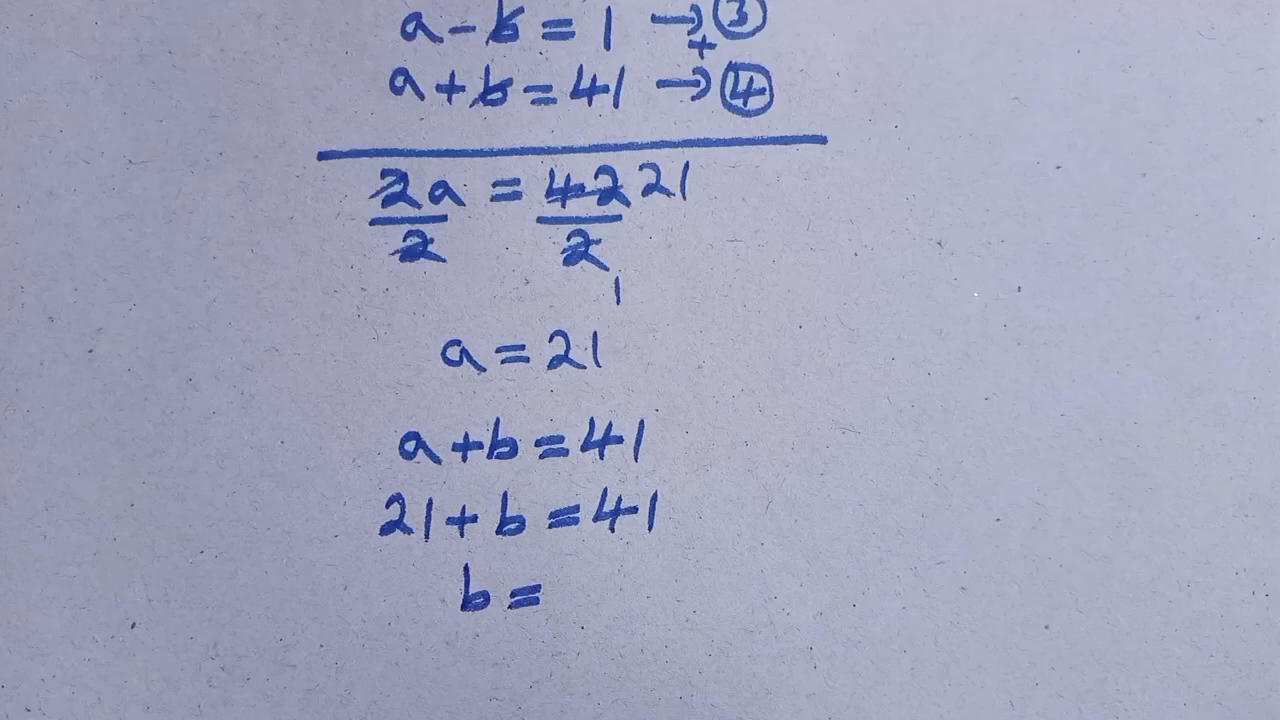 a - b = 1 → ③
+
a + b = 41 → ④
2a = 42 21
2 2
1
a = 21
a + b = 41
21 + b = 41
b =